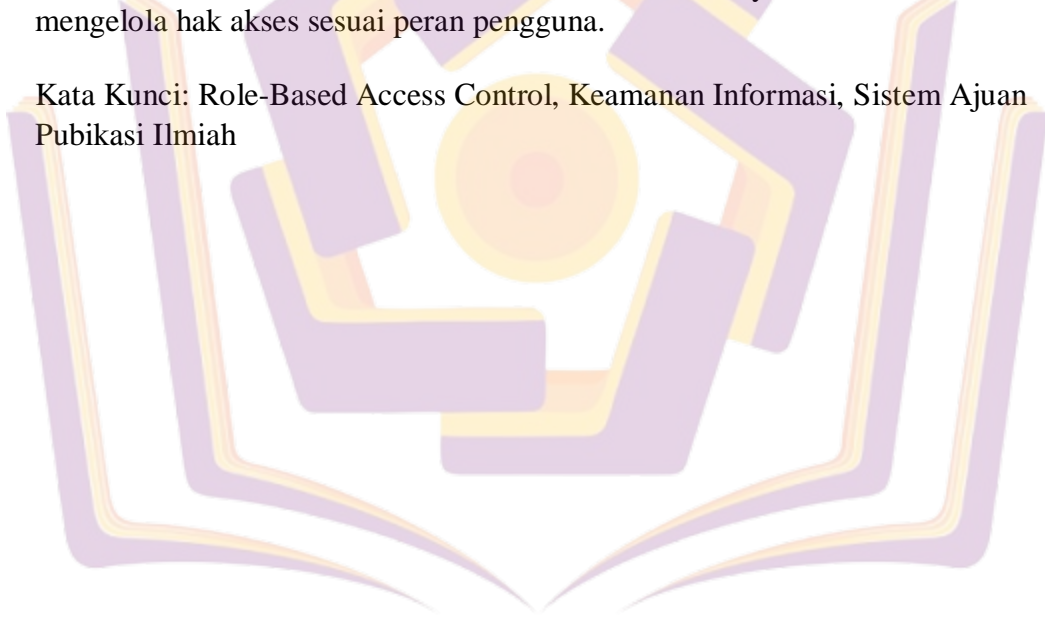 mengelola hak akses sesuai peran pengguna.
Kata Kunci: Role-Based Access Control, Keamanan Informasi, Sistem Ajuan
Pubikasi Ilmiah